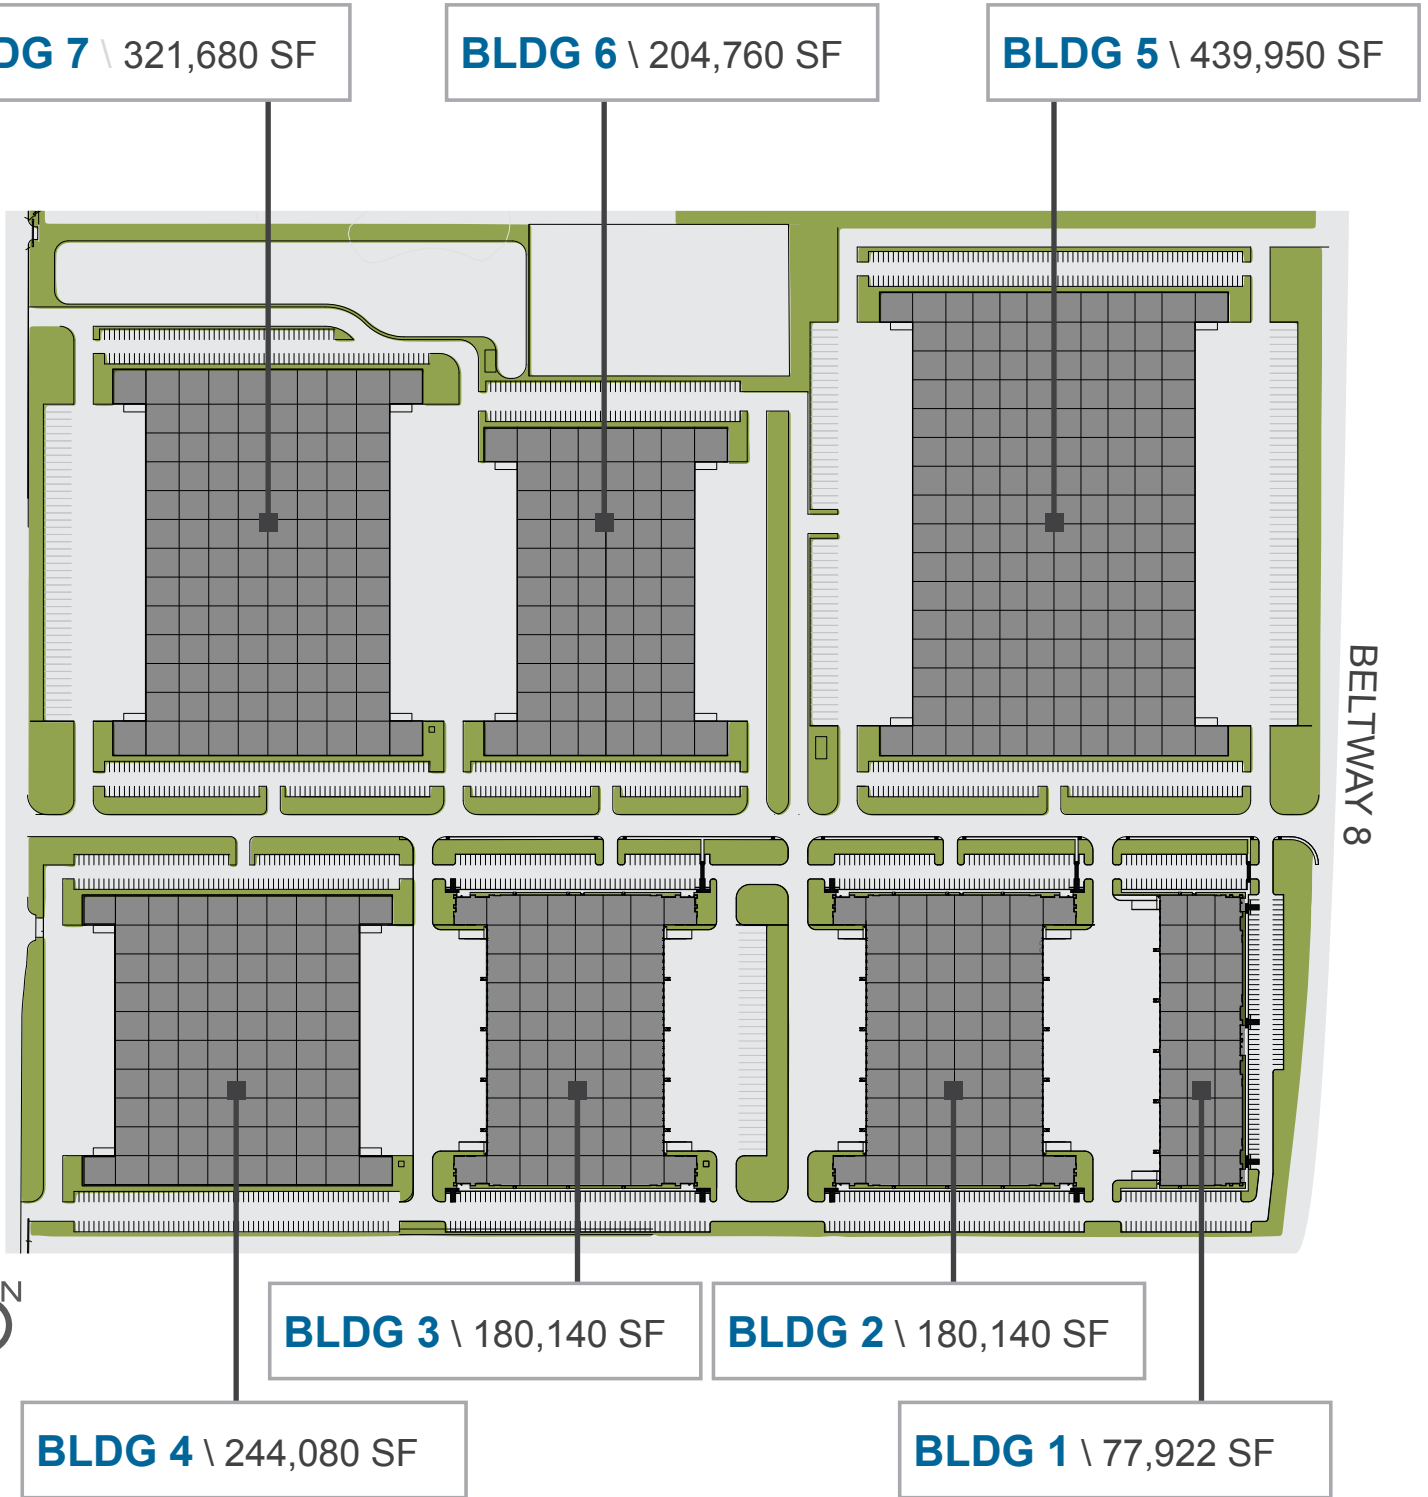 DG 7 \ 321,680 SF
BLDG 6 \ 204,760 SF
BLDG 5 \ 439,950 SF
BELTWAY 8
N
BLDG 3 \ 180,140 SF
BLDG 2 \ 180,140 SF
BLDG 4 \ 244,080 SF
BLDG 1 \ 77,922 SF